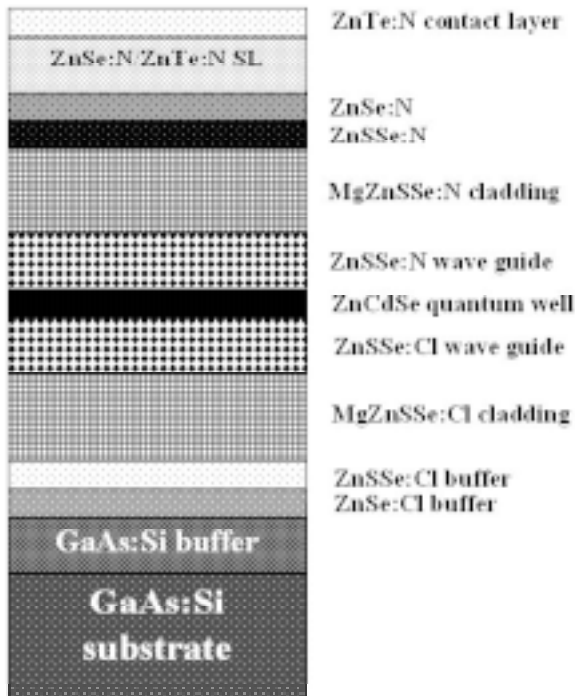 ZnTe:N contact layer
ZnSe:N/ZnTe:N SL
ZnSe:N
ZnSSe:N
MgZnSSe:N cladding
ZnSSe:N wave guide
ZnCdSe quantum well
ZnSSe:Cl wave guide
MgZnSSe:Cl cladding
ZnSSe:Cl buffer
ZnSe:Cl buffer
GaAs:Si buffer
GaAs:Si
substrate